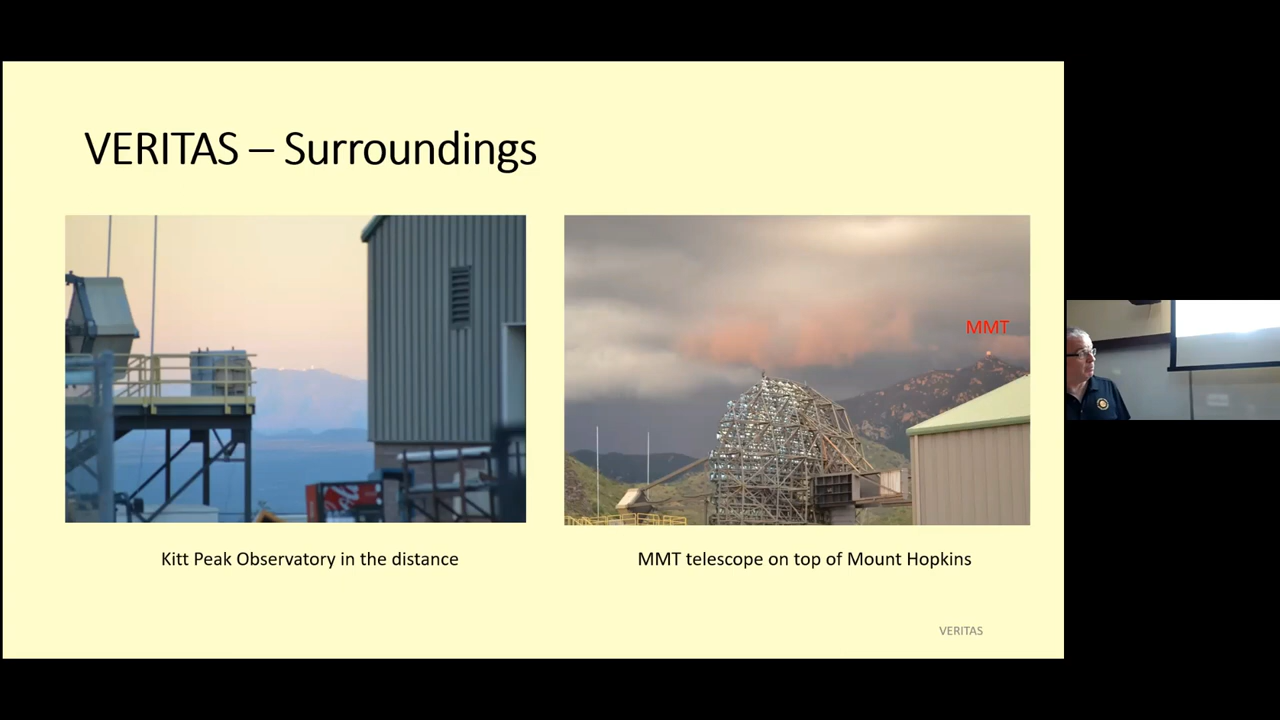 VERITAS – Surroundings
MMT
Kitt Peak Observatory in the distance
MMT telescope on top of Mount Hopkins
VERITAS